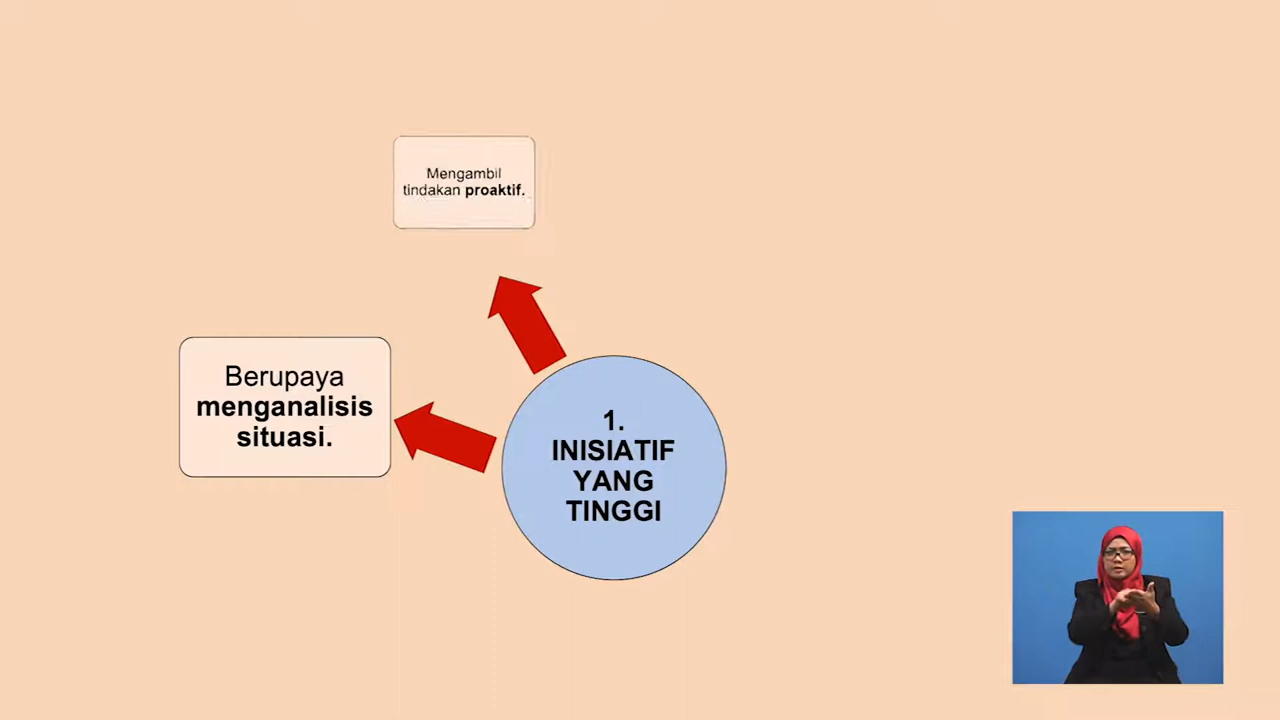 Mengambil
tindakan proaktif.
Berupaya
menganalisis
situasi.
1.
INISIATIF
YANG
TINGGI